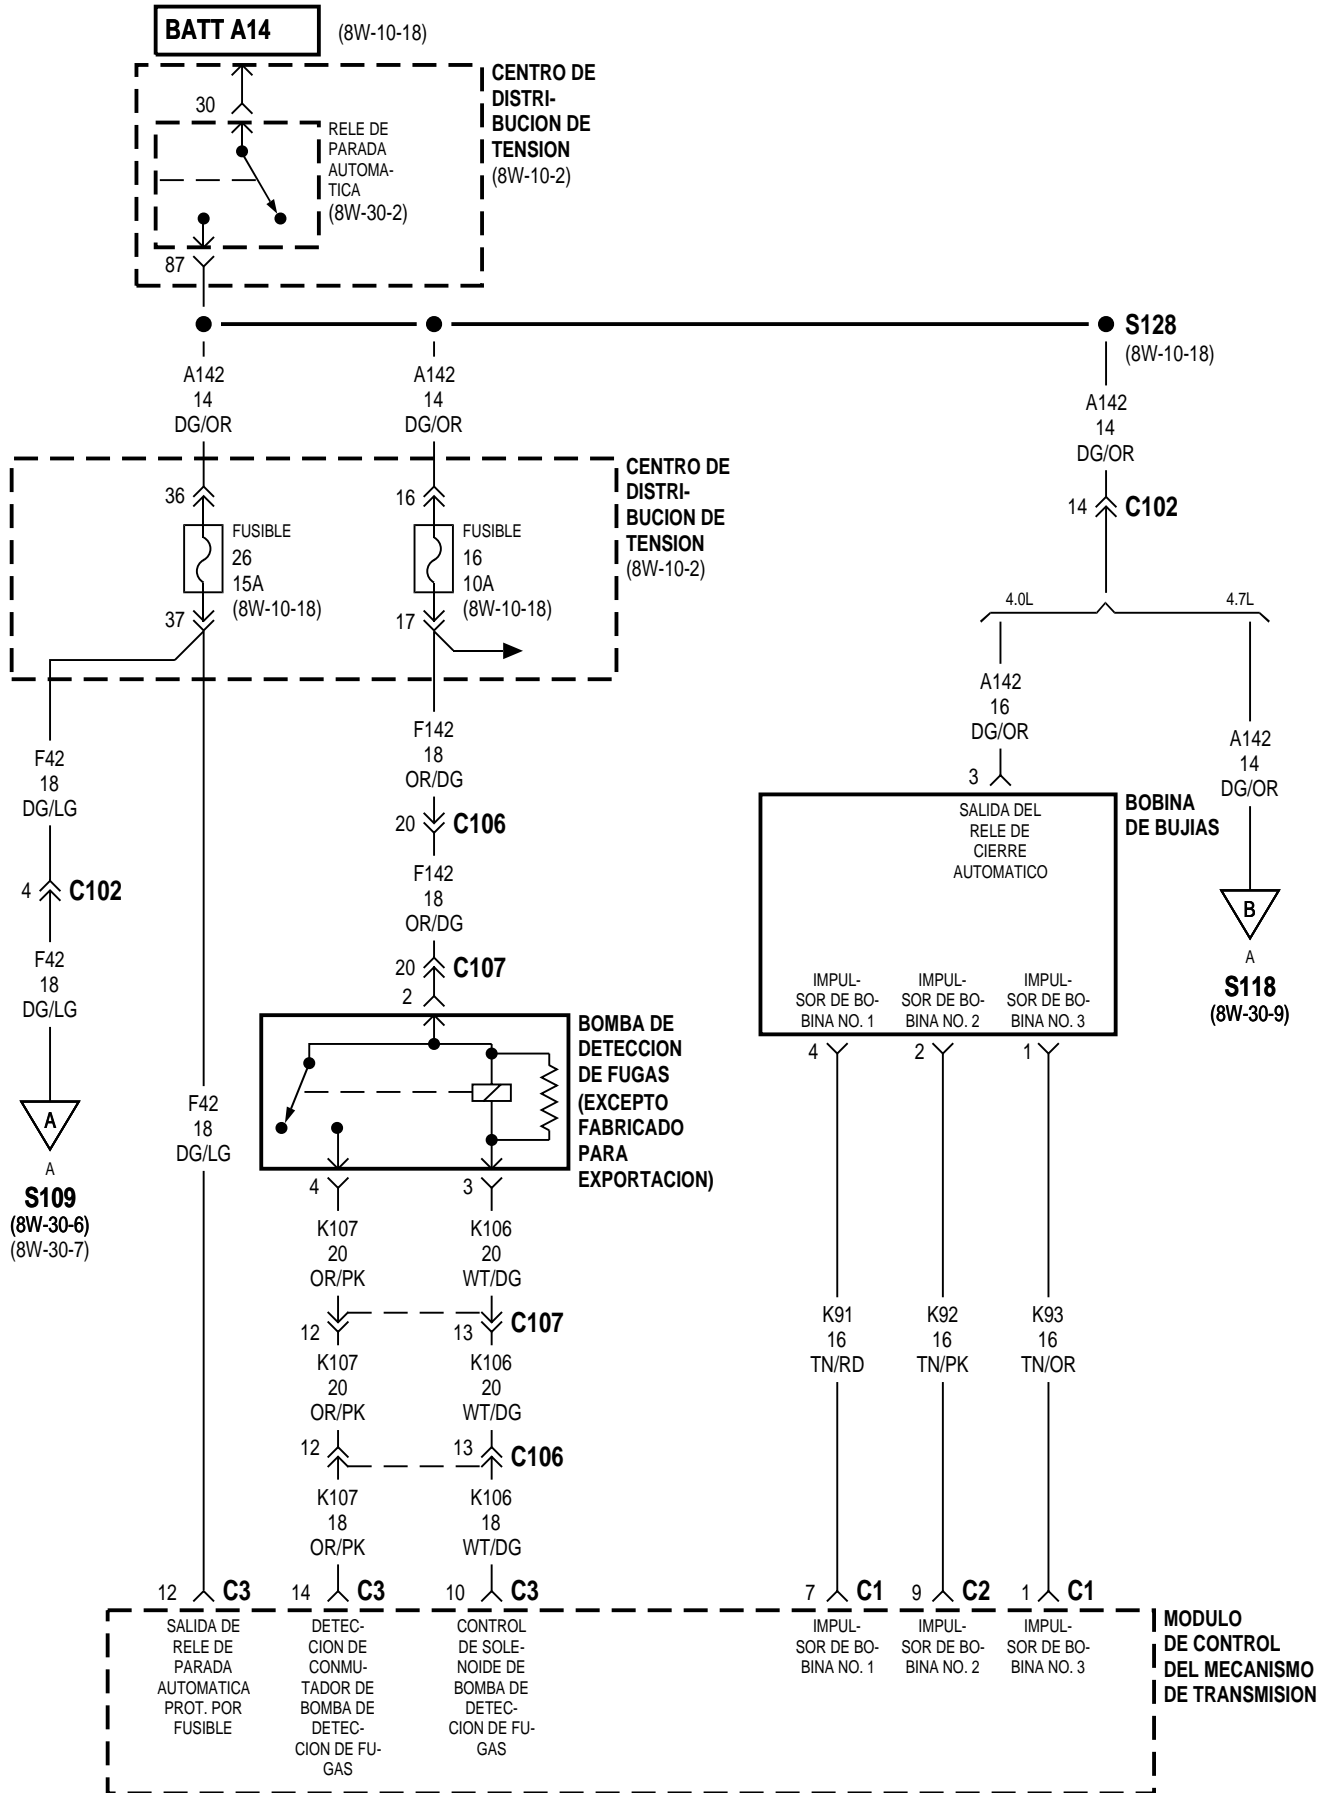 BATT A14
(8W-10-18)
CENTRO DE
DISTRI-
BUCION DE
TENSION
(8W-10-2)
30
RELE DE
PARADA
AUTOMA-
TICA
(8W-30-2)
87
S128
(8W-10-18)
A142
14
DG/OR
A142
14
DG/OR
A142
14
DG/OR
CENTRO DE
DISTRI-
BUCION DE
TENSION
(8W-10-2)
36
FUSIBLE
26
15A
(8W-10-18)
37
16
FUSIBLE
16
10A
(8W-10-18)
17
14
C102
4.0L
4.7L
A142
16
DG/OR
3
A142
14
DG/OR
F42
18
DG/LG
4
C102
F42
18
DG/LG
A
A
S109
(8W-30-6)
(8W-30-7)
F142
18
OR/DG
20
C106
F142
18
OR/DG
20
C107
2
BOMBA DE
DETECCION
DE FUGAS
(EXCEPTO
FABRICADO
PARA
EXPORTACION)
BOBINA
DE BUJIAS
SALIDA DEL
RELE DE
CIERRE
AUTOMATICO
IMPUL-
SOR DE BO-
BINA NO. 1
IMPUL-
SOR DE BO-
BINA NO. 2
IMPUL-
SOR DE BO-
BINA NO. 3
4
2
1
B
A
S118
(8W-30-9)
F42
18
DG/LG
4
3
K107
20
OR/PK
K106
20
WT/DG
12
13
C107
K107
20
OR/PK
K106
20
WT/DG
12
13
C106
K107
18
OR/PK
K106
18
WT/DG
K91
16
TN/RD
K92
16
TN/PK
K93
16
TN/OR
12
C3
14
C3
10
C3
7
C1
9
C2
1
C1
SALIDA DE
RELE DE
PARADA
AUTOMATICA
PROT. POR
FUSIBLE
DETEC-
CION DE
CONMU-
TADOR DE
BOMBA DE
DETEC-
CION DE FU-
GAS
CONTROL
DE SOLE-
NOIDE DE
BOMBA DE
DETEC-
CION DE FU-
GAS
IMPUL-
SOR DE BO-
BINA NO. 1
IMPUL-
SOR DE BO-
BINA NO. 2
IMPUL-
SOR DE BO-
BINA NO. 3
MODULO
DE CONTROL
DEL MECANISMO
DE TRANSMISION